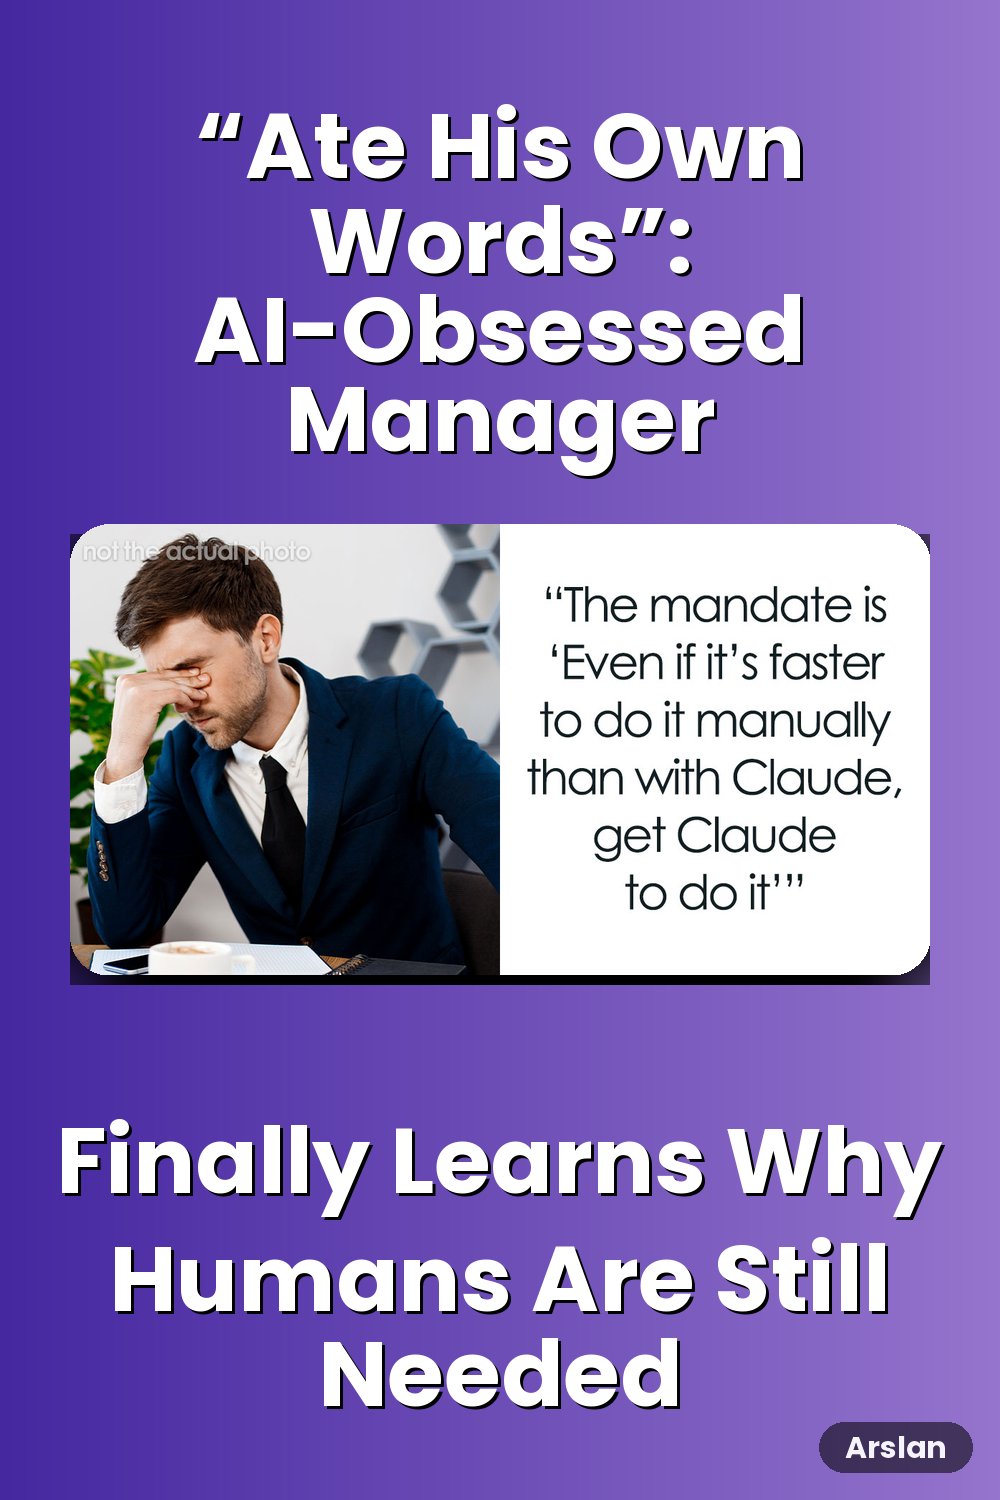 “Ate His Own
Words”:
AI-Obsessed
Manager
not the actual photo
“The mandate is
‘Even if it’s faster
to do it manually
than with Claude,
get Claude
to do it’”
Finally Learns Why
Humans Are Still
Needed
Arslan